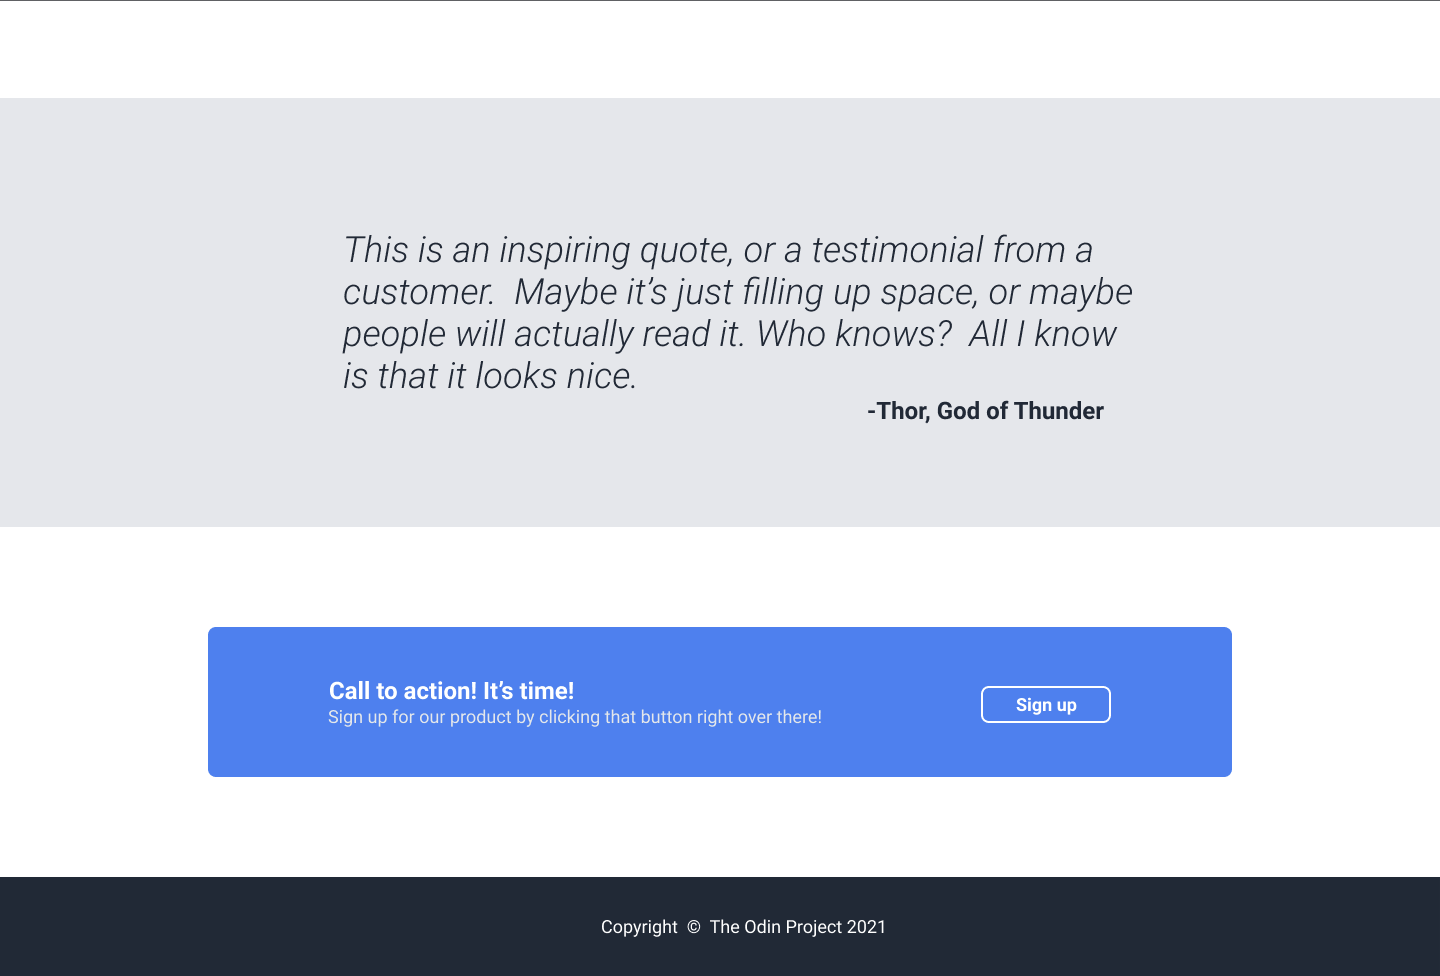 This is an inspiring quote, or a testimonial from a
customer.  Maybe it’s just filling up space, or maybe
people will actually read it. Who knows?  All I know
is that it looks nice.
-Thor, God of Thunder
Call to action! It’s time!
Sign up for our product by clicking that button right over there!
Sign up
Copyright  ©  The Odin Project 2021